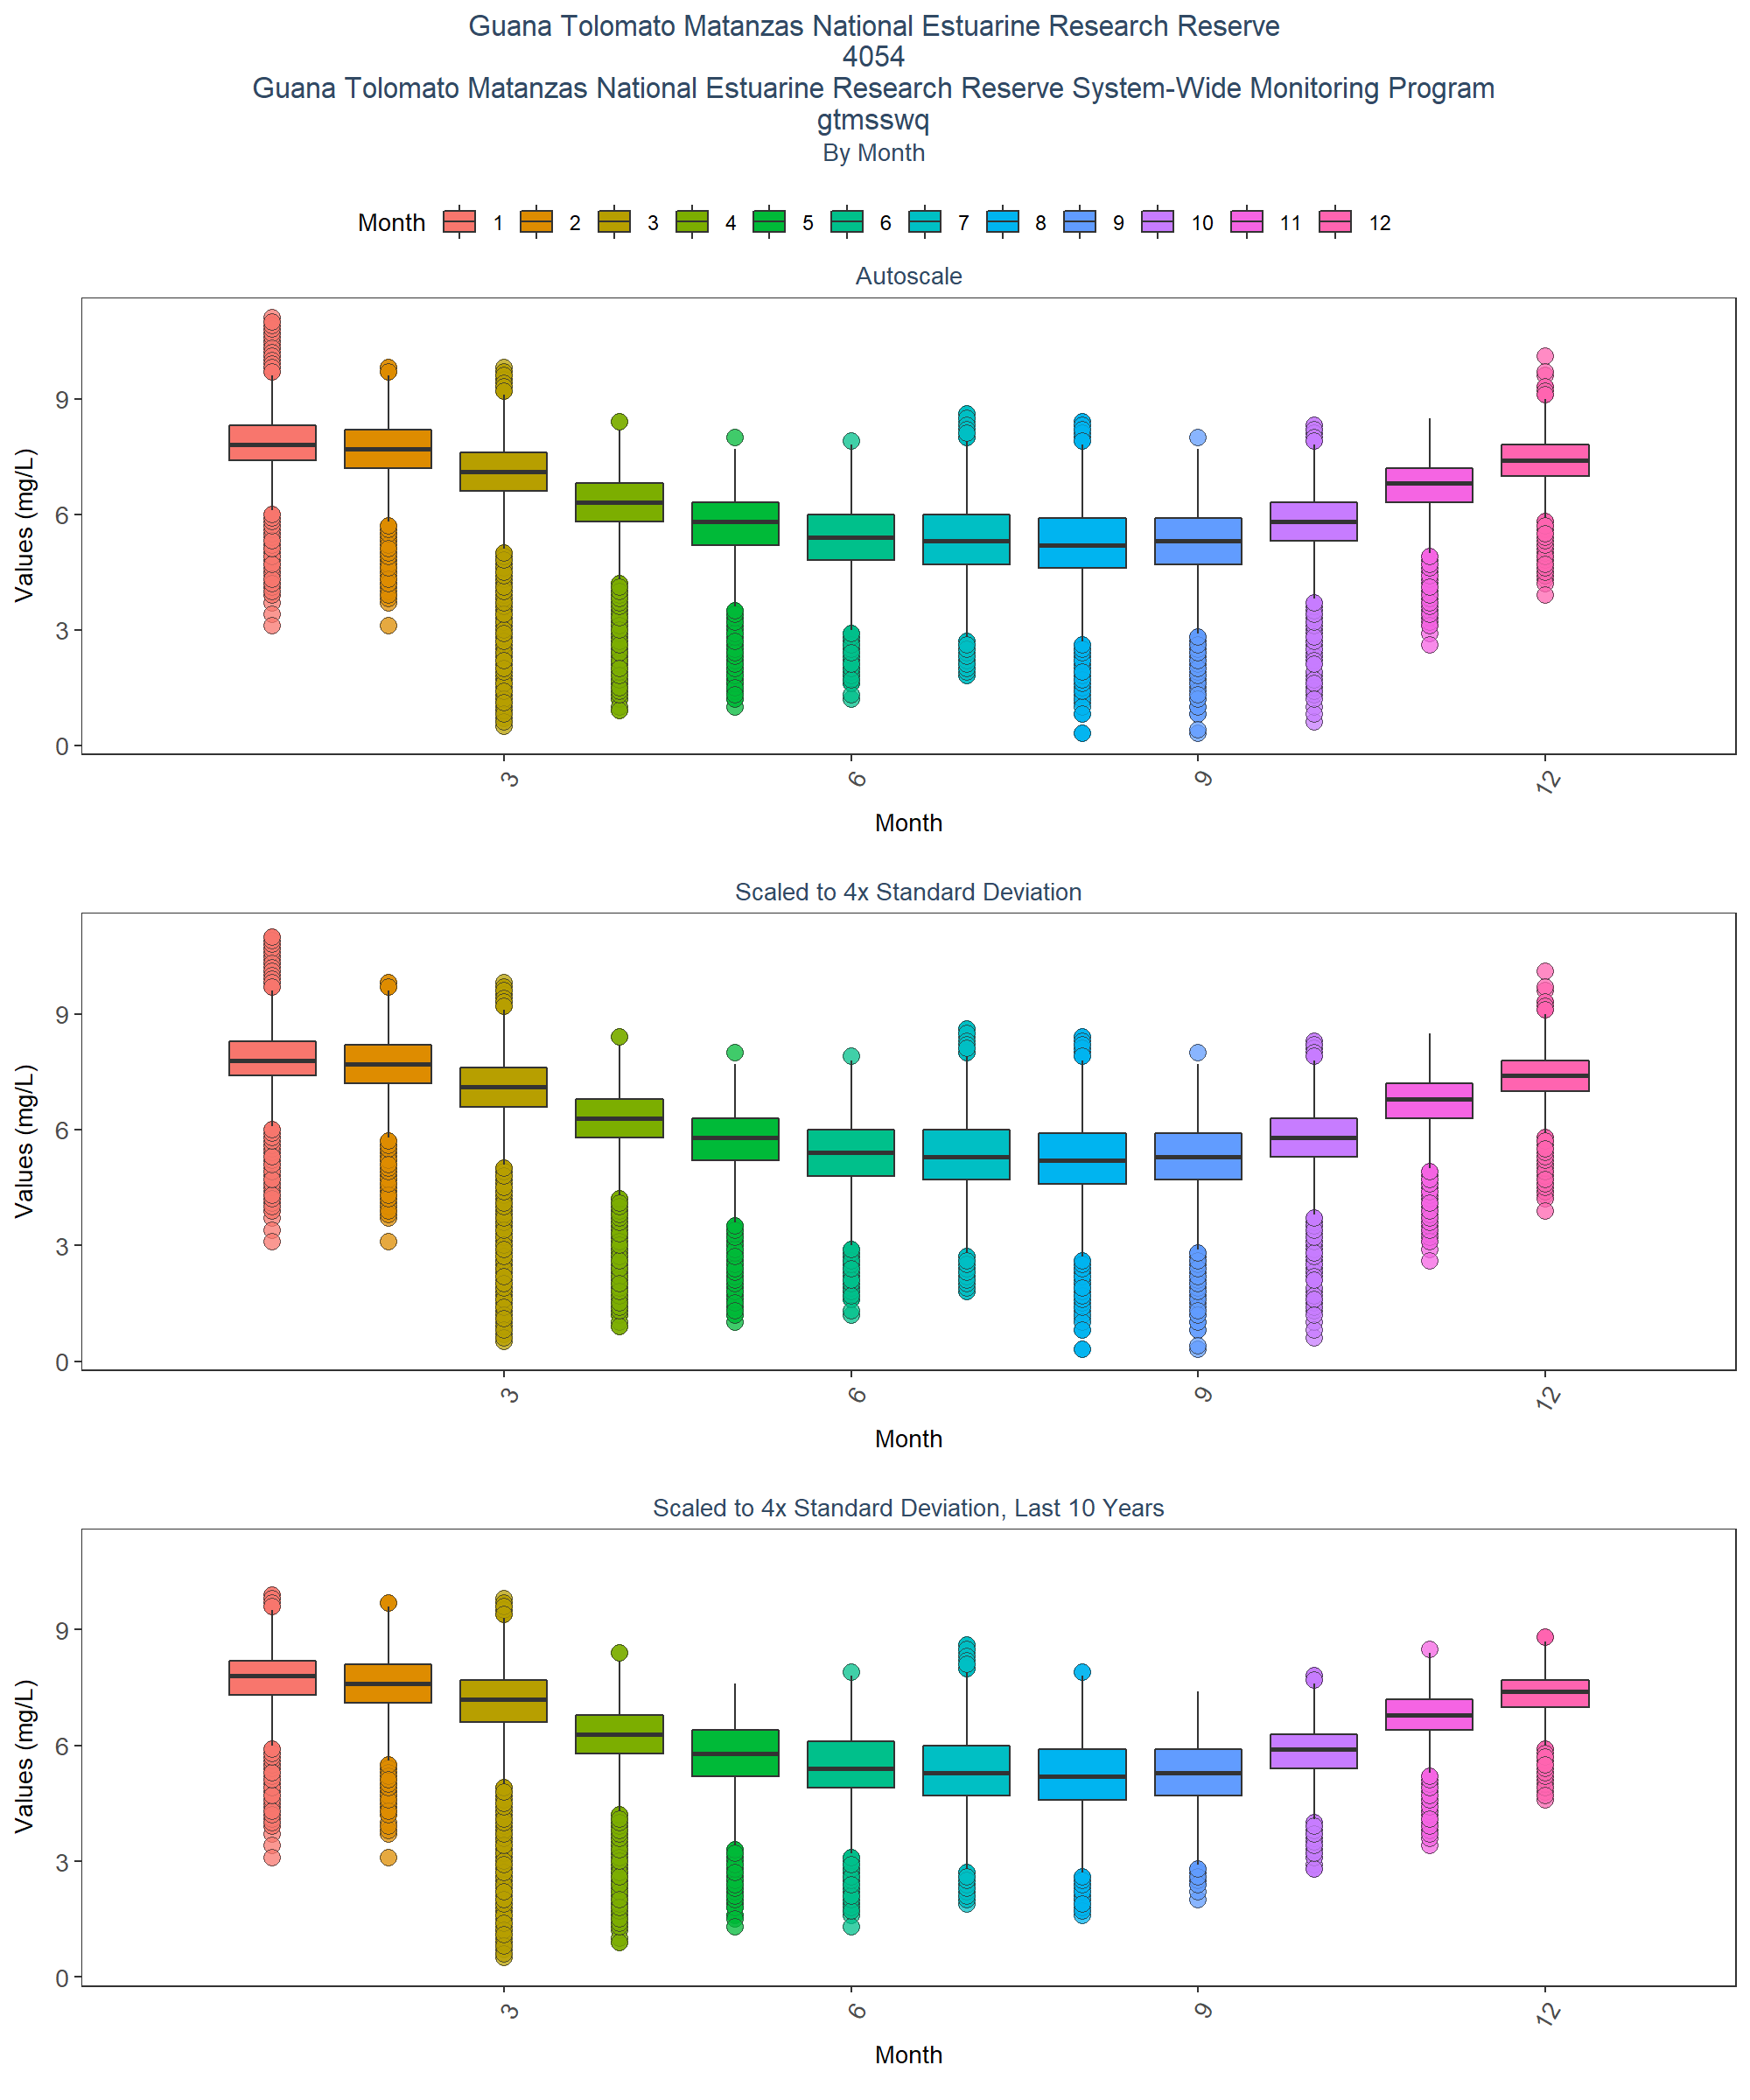 Guana Tolomato Matanzas National Estuarine Research Reserve
4054
Guana Tolomato Matanzas National Estuarine Research Reserve System-Wide Monitoring Program
gtmsswq
By Month
Month 1 2 3 4 5 6 7 8 9 10 11 12
Autoscale
Values (mg/L)
9
6
3
0
3 6 9 12
Month
Scaled to 4x Standard Deviation
Values (mg/L)
9
6
3
0
3 6 9 12
Month
Scaled to 4x Standard Deviation, Last 10 Years
Values (mg/L)
9
6
3
0
3 6 9 12
Month